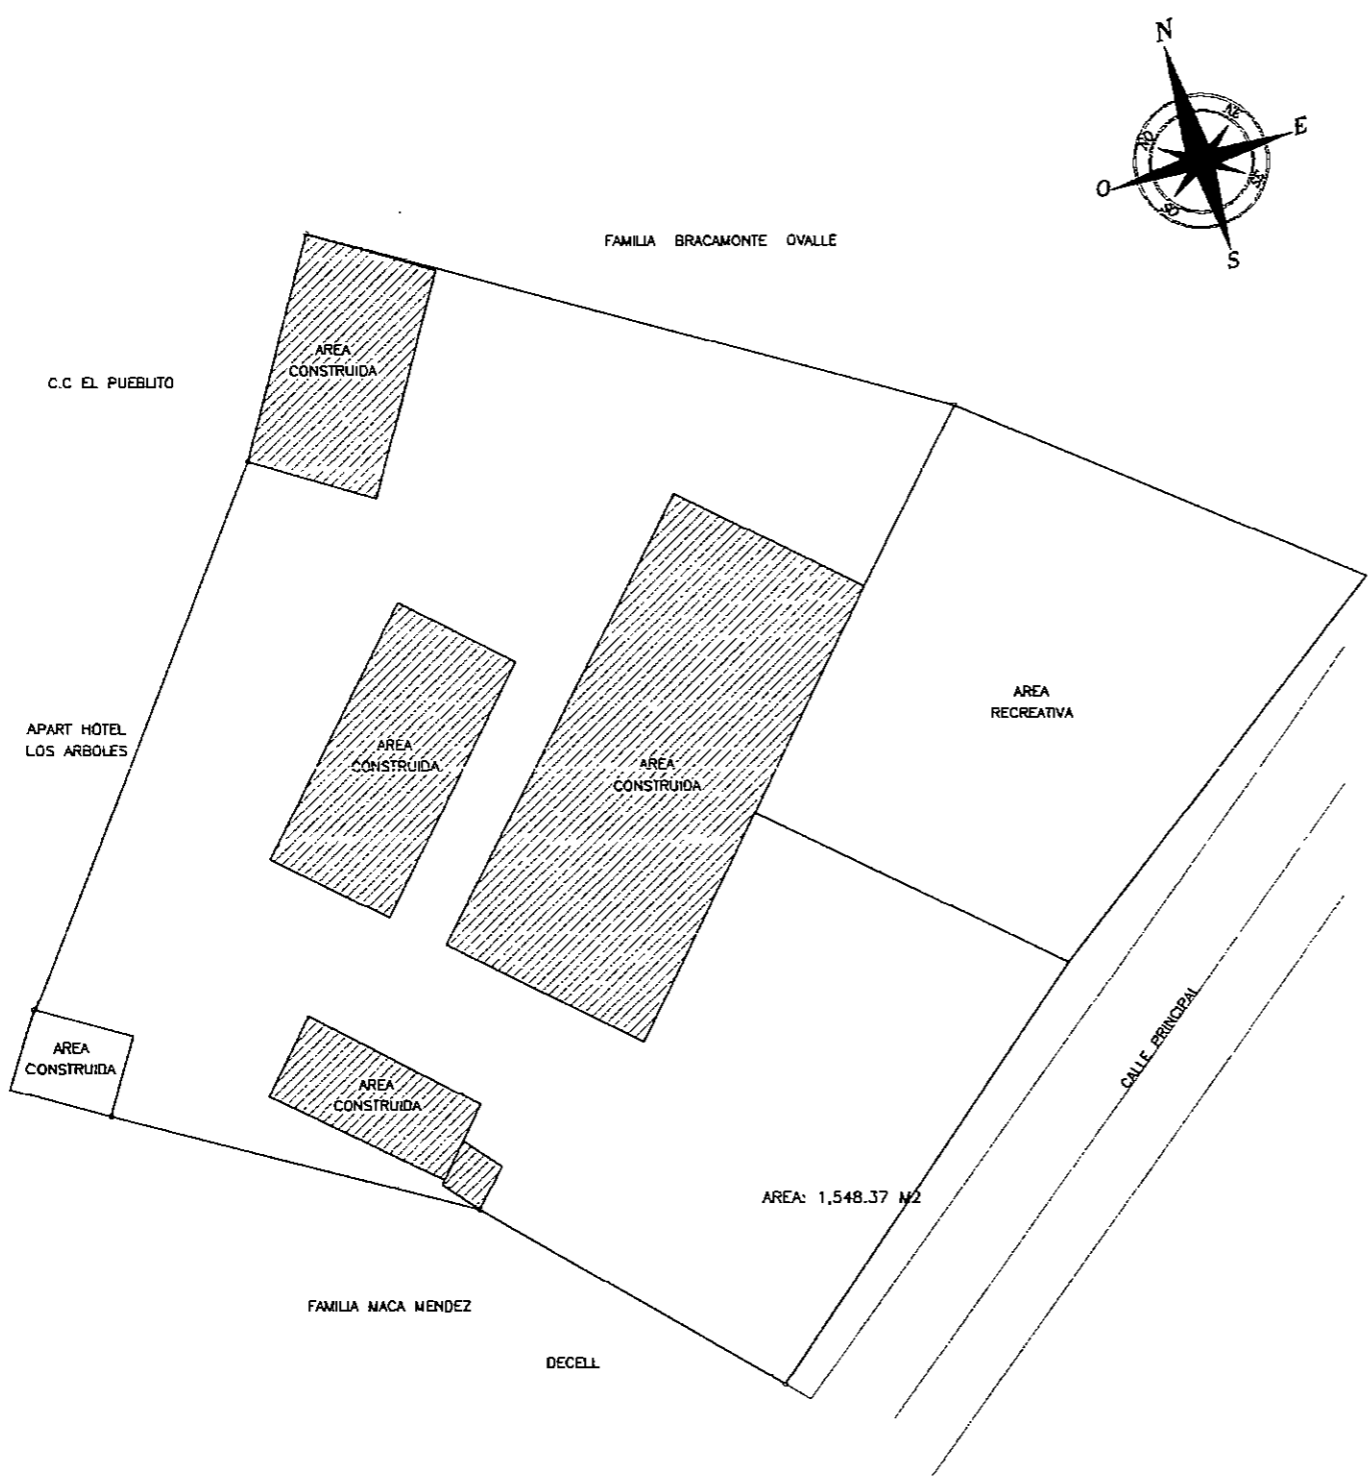 N
NE
E
NO
SE
O
SO
S
FAMILIA BRACAMONTE OVALLE
AREA
CONSTRUIDA
C.C EL PUEBLITO
AREA
RECREATIVA
APART HOTEL
LOS ARBOLES
AREA
CONSTRUIDA
AREA
CONSTRUIDA
CALLE PRINCIPAL
AREA
CONSTRUIDA
AREA
CONSTRUIDA
AREA: 1,548.37 M2
FAMILIA MACA MENDEZ
DECELL